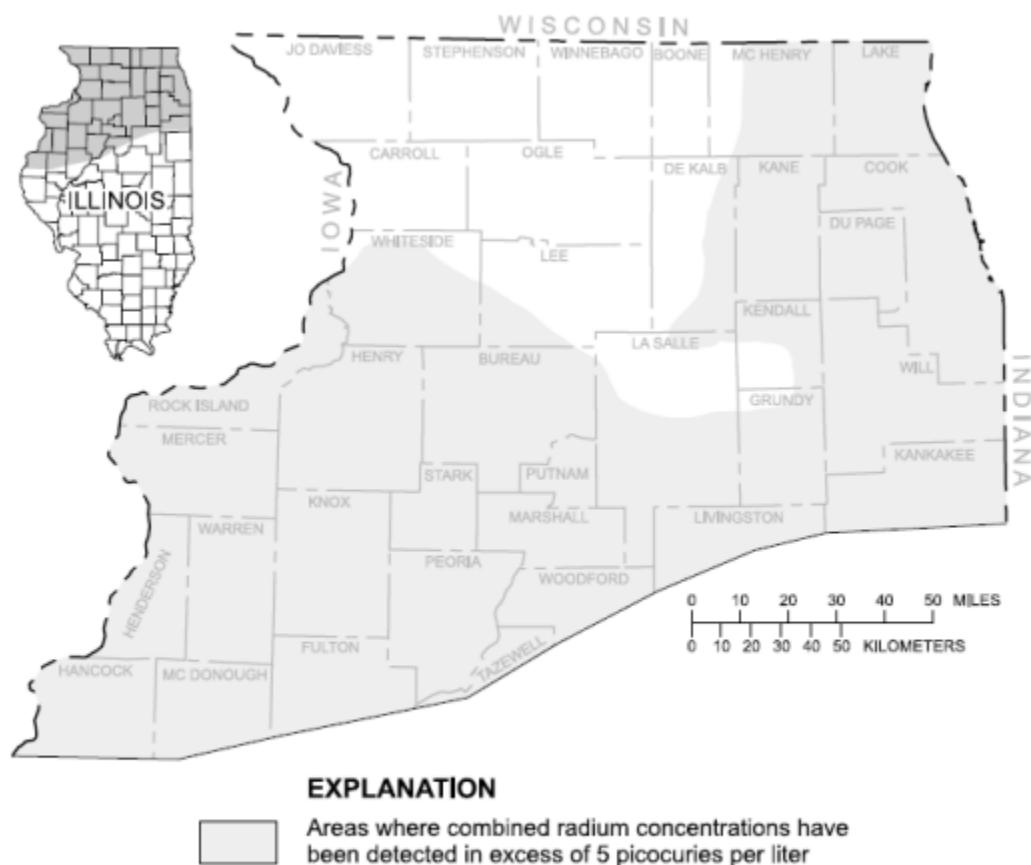 WISCONSIN
JO DAVIESS
STEPHENSON
WINNEBAGO
BOONE
MC HENRY
LAKE
CARROLL
OGLE
DE KALB
KANE
COOK
ILLINOIS
IOWA
WHITESIDE
LEE
DU PAGE
KENDALL
HENRY
BUREAU
LA SALLE
WILL
INDIANA
ROCK ISLAND
GRUNDY
MERCER
KANKAKEE
STARK
PUTNAM
KNOX
WARREN
MARSHALL
LIVINGSTON
HENDERSON
PEORIA
WOODFORD
0 10 20 30 40 50 MILES
0 10 20 30 40 50 KILOMETERS
FULTON
TAZEWELL
HANCOCK
MC DONOUGH
EXPLANATION
Areas where combined radium concentrations have
been detected in excess of 5 picocuries per liter